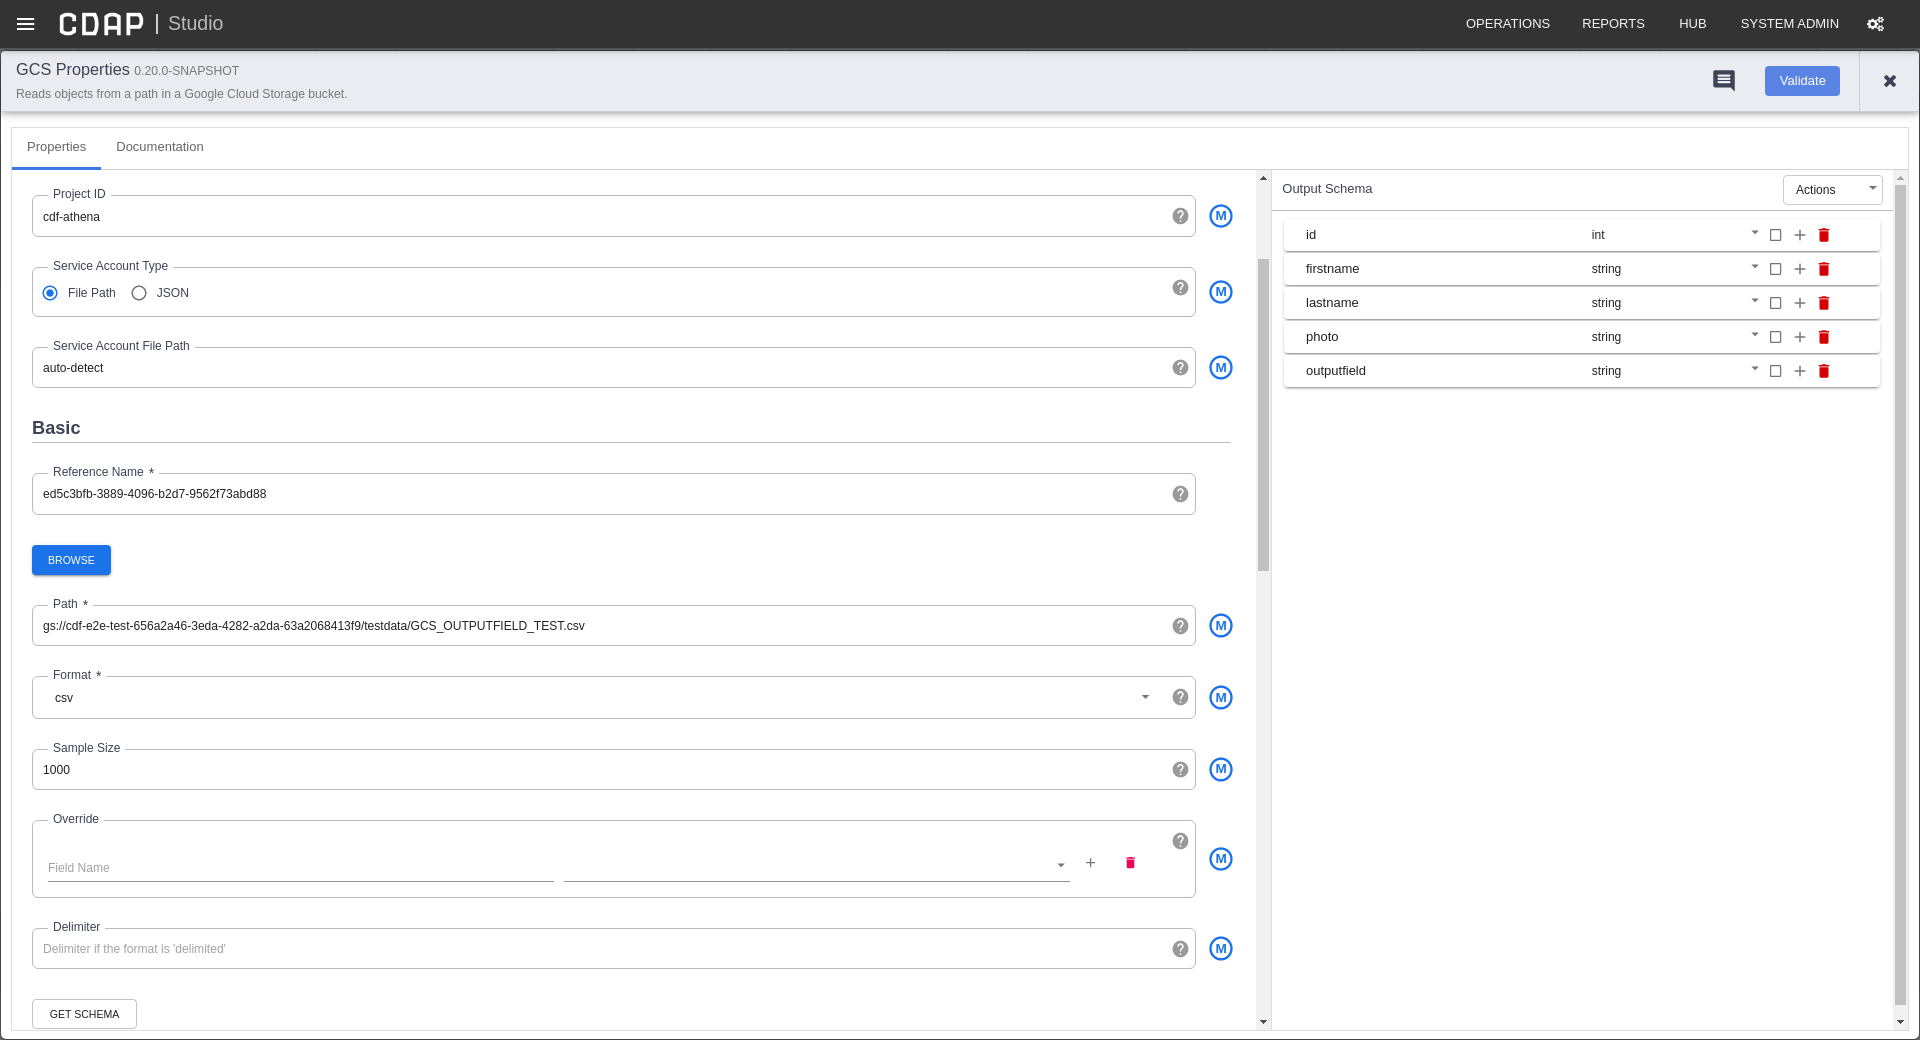 CDAP | Studio OPERATIONS REPORTS HUB SYSTEM ADMIN
GCS Properties 0.20.0-SNAPSHOT
Reads objects from a path in a Google Cloud Storage bucket.
Validate
Properties Documentation
Project ID
cdf-athena
M
Service Account Type
File Path JSON
M
Service Account File Path
auto-detect
M
Basic
Reference Name *
ed5c3bfb-3889-4096-b2d7-9562f73abd88
BROWSE
Path *
gs://cdf-e2e-test-656a2a46-3eda-4282-a2da-63a2068413f9/testdata/GCS_OUTPUTFIELD_TEST.csv
M
Format *
csv
M
Sample Size
1000
M
Override
Field Name
M
Delimiter
Delimiter if the format is 'delimited'
M
GET SCHEMA
Output Schema Actions
id int
firstname string
lastname string
photo string
outputfield string